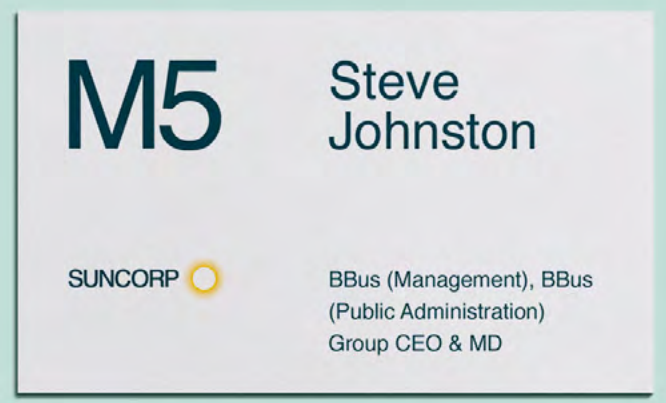 M5
Steve
Johnston
SUNCORP
BBus (Management), BBus
(Public Administration)
Group CEO & MD